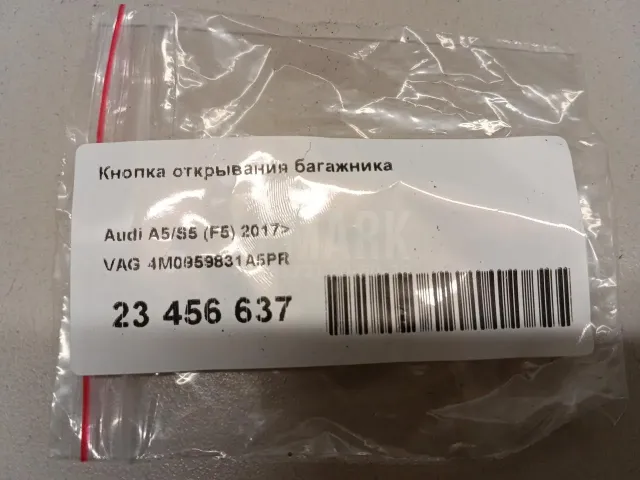 Кнопка открывания багажника
Audi A5/S5 (F5) 2017>
VAG 4M0959831A5PR
23 456 637